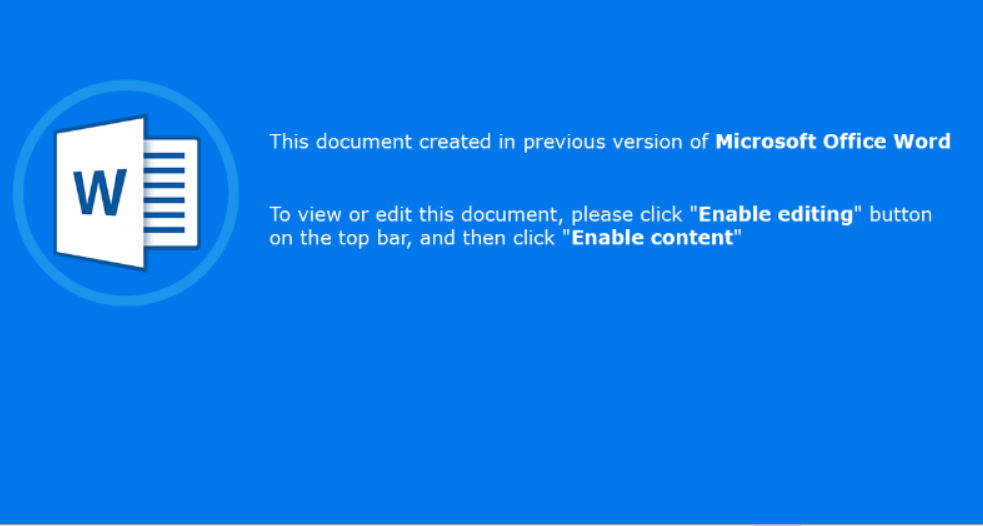 W
This document created in previous version of Microsoft Office Word
To view or edit this document, please click "Enable editing" button
on the top bar, and then click "Enable content"